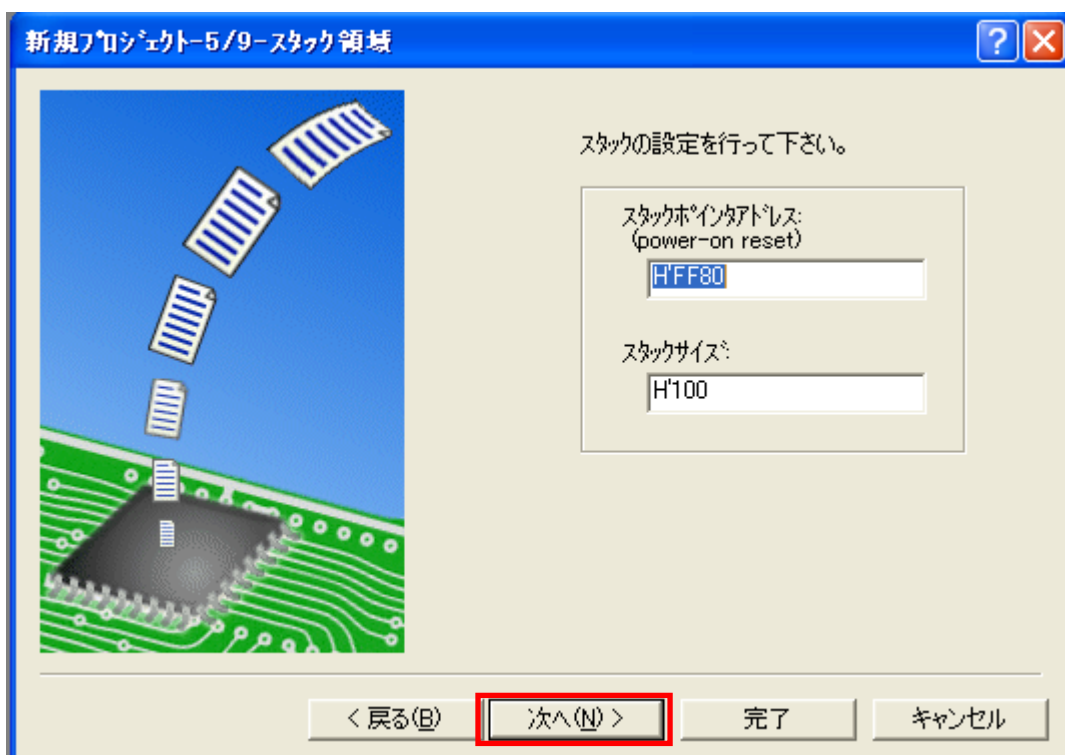 新規ﾌﾟﾛｼﾞｪｸﾄ-5/9-ｽﾀｯｸ領域
ｽﾀｯｸの設定を行って下さい。
ｽﾀｯｸﾎﾟｲﾝﾀｱﾄﾞﾚｽ:
(power-on reset)
H'FF80
ｽﾀｯｸｻｲｽﾞ:
H'100
< 戻る(B)
次へ(N) >
完了
キャンセル